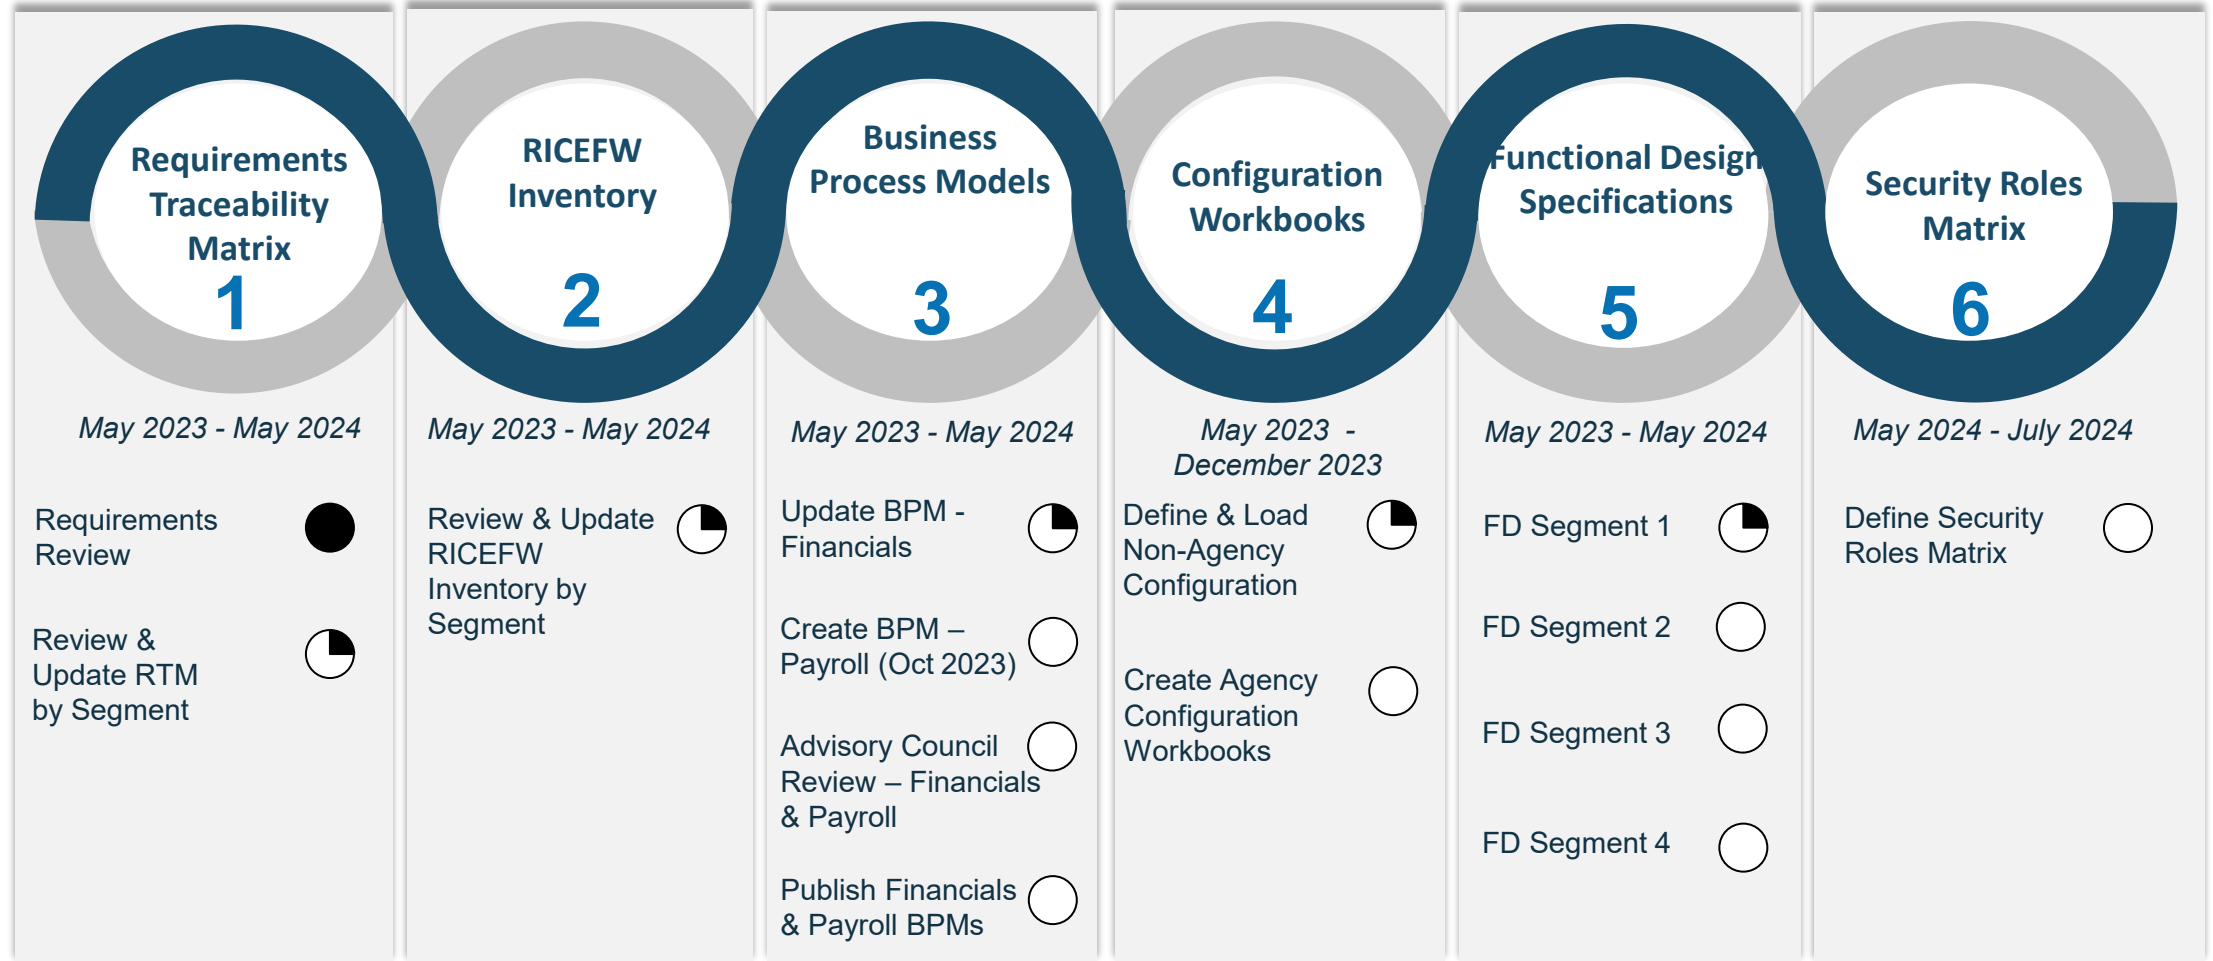 Requirements
Traceability
Matrix
1
May 2023 - May 2024
Requirements
Review
Review &
Update RTM
by Segment
RICEFW
Inventory
2
May 2023 - May 2024
Review & Update
RICEFW
Inventory by
Segment
Business
Process Models
3
May 2023 - May 2024
Update BPM -
Financials
Create BPM –
Payroll (Oct 2023)
Advisory Council
Review – Financials
& Payroll
Publish Financials
& Payroll BPMs
Configuration
Workbooks
4
May 2023 -
December 2023
Define & Load
Non-Agency
Configuration
Create Agency
Configuration
Workbooks
Functional Design
Specifications
5
May 2023 - May 2024
FD Segment 1
FD Segment 2
FD Segment 3
FD Segment 4
Security Roles
Matrix
6
May 2024 - July 2024
Define Security
Roles Matrix